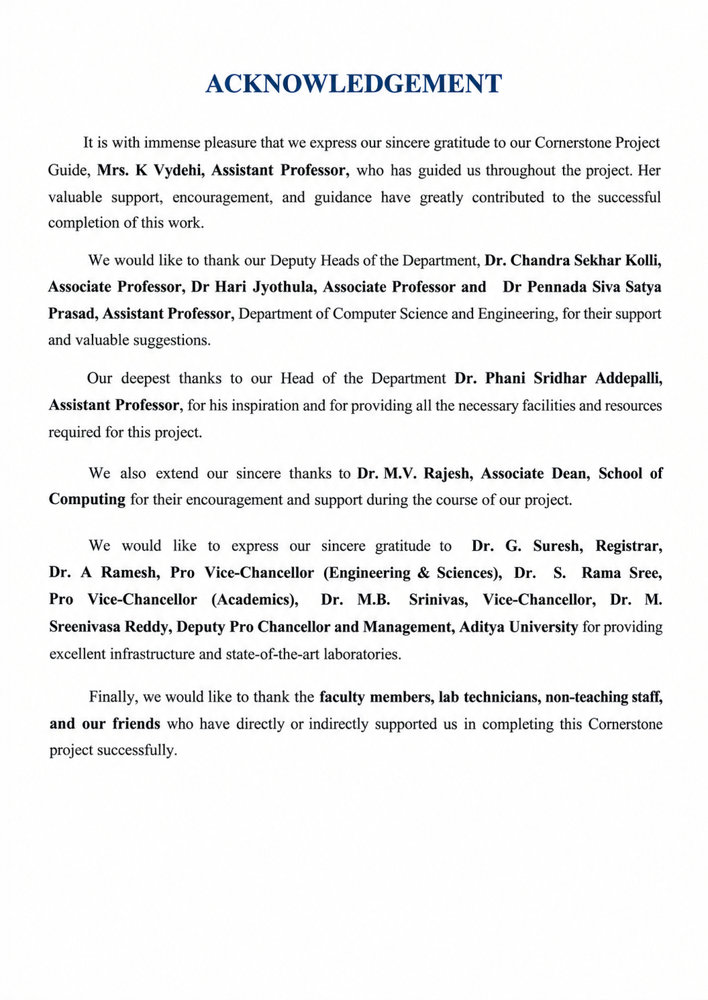 ACKNOWLEDGEMENT
It is with immense pleasure that we express our sincere gratitude to our Cornerstone Project
Guide, Mrs. K Vydehi, Assistant Professor, who has guided us throughout the project. Her
valuable support, encouragement, and guidance have greatly contributed to the successful
completion of this work.
We would like to thank our Deputy Heads of the Department, Dr. Chandra Sekhar Kolli,
Associate Professor, Dr Hari Jyothula, Associate Professor and Dr Pennada Siva Satya
Prasad, Assistant Professor, Department of Computer Science and Engineering, for their support
and valuable suggestions.
Our deepest thanks to our Head of the Department Dr. Phani Sridhar Addepalli,
Assistant Professor, for his inspiration and for providing all the necessary facilities and resources
required for this project.
We also extend our sincere thanks to Dr. M.V. Rajesh, Associate Dean, School of
Computing for their encouragement and support during the course of our project.
We would like to express our sincere gratitude to Dr. G. Suresh, Registrar,
Dr. A Ramesh, Pro Vice-Chancellor (Engineering & Sciences), Dr. S. Rama Sree,
Pro Vice-Chancellor (Academics), Dr. M.B. Srinivas, Vice-Chancellor, Dr. M.
Sreenivasa Reddy, Deputy Pro Chancellor and Management, Aditya University for providing
excellent infrastructure and state-of-the-art laboratories.
Finally, we would like to thank the faculty members, lab technicians, non-teaching staff,
and our friends who have directly or indirectly supported us in completing this Cornerstone
project successfully.